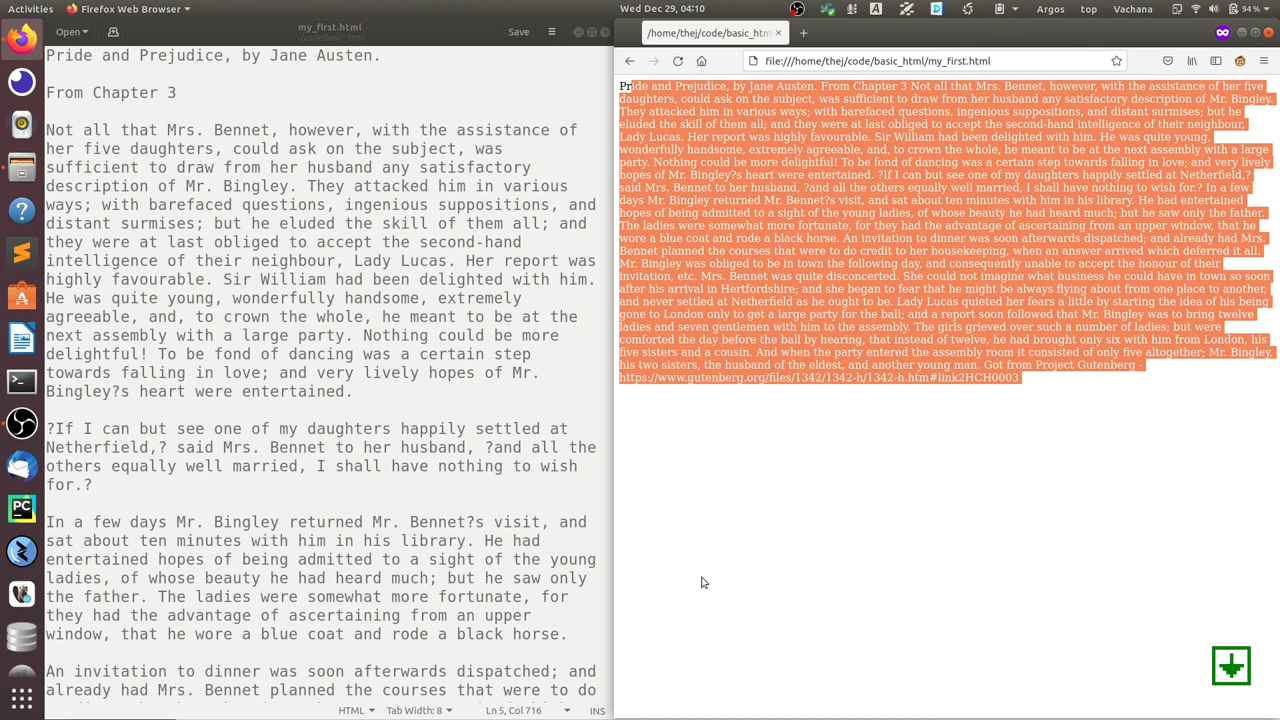 Activities
Firefox Web Browser
Wed Dec 29, 04:10
Argos
top
Vachana
94 %
Open
my_first.html
~/code/basic_html
Save
Pride and Prejudice, by Jane Austen.
From Chapter 3
Not all that Mrs. Bennet, however, with the assistance of
her five daughters, could ask on the subject, was
sufficient to draw from her husband any satisfactory
description of Mr. Bingley. They attacked him in various
ways; with barefaced questions, ingenious suppositions, and
distant surmises; but he eluded the skill of them all; and
they were at last obliged to accept the second-hand
intelligence of their neighbour, Lady Lucas. Her report was
highly favourable. Sir William had been delighted with him.
He was quite young, wonderfully handsome, extremely
agreeable, and, to crown the whole, he meant to be at the
next assembly with a large party. Nothing could be more
delightful! To be fond of dancing was a certain step
towards falling in love; and very lively hopes of Mr.
Bingley?s heart were entertained.
?If I can but see one of my daughters happily settled at
Netherfield,? said Mrs. Bennet to her husband, ?and all the
others equally well married, I shall have nothing to wish
for.?
In a few days Mr. Bingley returned Mr. Bennet?s visit, and
sat about ten minutes with him in his library. He had
entertained hopes of being admitted to a sight of the young
ladies, of whose beauty he had heard much; but he saw only
the father. The ladies were somewhat more fortunate, for
they had the advantage of ascertaining from an upper
window, that he wore a blue coat and rode a black horse.
An invitation to dinner was soon afterwards dispatched; and
already had Mrs. Bennet planned the courses that were to do
HTML
Tab Width: 8
Ln 5, Col 716
INS
/home/thej/code/basic_html
file:///home/thej/code/basic_html/my_first.html
Pride and Prejudice, by Jane Austen. From Chapter 3 Not all that Mrs. Bennet, however, with the assistance of her five
daughters, could ask on the subject, was sufficient to draw from her husband any satisfactory description of Mr. Bingley.
They attacked him in various ways; with barefaced questions, ingenious suppositions, and distant surmises; but he
eluded the skill of them all; and they were at last obliged to accept the second-hand intelligence of their neighbour,
Lady Lucas. Her report was highly favourable. Sir William had been delighted with him. He was quite young,
wonderfully handsome, extremely agreeable, and, to crown the whole, he meant to be at the next assembly with a large
party. Nothing could be more delightful! To be fond of dancing was a certain step towards falling in love; and very lively
hopes of Mr. Bingley?s heart were entertained. ?If I can but see one of my daughters happily settled at Netherfield,?
said Mrs. Bennet to her husband, ?and all the others equally well married, I shall have nothing to wish for.? In a few
days Mr. Bingley returned Mr. Bennet?s visit, and sat about ten minutes with him in his library. He had entertained
hopes of being admitted to a sight of the young ladies, of whose beauty he had heard much; but he saw only the father.
The ladies were somewhat more fortunate, for they had the advantage of ascertaining from an upper window, that he
wore a blue coat and rode a black horse. An invitation to dinner was soon afterwards dispatched; and already had Mrs.
Bennet planned the courses that were to do credit to her housekeeping, when an answer arrived which deferred it all.
Mr. Bingley was obliged to be in town the following day, and consequently unable to accept the honour of their
invitation, etc. Mrs. Bennet was quite disconcerted. She could not imagine what business he could have in town so soon
after his arrival in Hertfordshire; and she began to fear that he might be always flying about from one place to another,
and never settled at Netherfield as he ought to be. Lady Lucas quieted her fears a little by starting the idea of his being
gone to London only to get a large party for the ball; and a report soon followed that Mr. Bingley was to bring twelve
ladies and seven gentlemen with him to the assembly. The girls grieved over such a number of ladies; but were
comforted the day before the ball by hearing, that instead of twelve, he had brought only six with him from London, his
five sisters and a cousin. And when the party entered the assembly room it consisted of only five altogether; Mr. Bingley,
his two sisters, the husband of the eldest, and another young man. Got from Project Gutenberg -
https://www.gutenberg.org/files/1342/1342-h/1342-h.htm#link2HCH0003